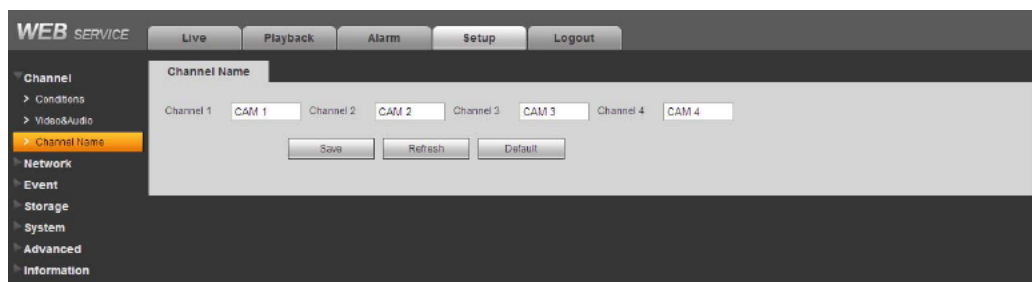 WEB SERVICE
Live Playback Alarm Setup Logout
Channel
Conditions
Video&Audio
Channel Name
Network
Event
Storage
System
Advanced
Information
Channel Name
Channel 1 CAM 1 Channel 2 CAM 2 Channel 3 CAM 3 Channel 4 CAM 4
Save Refresh Default